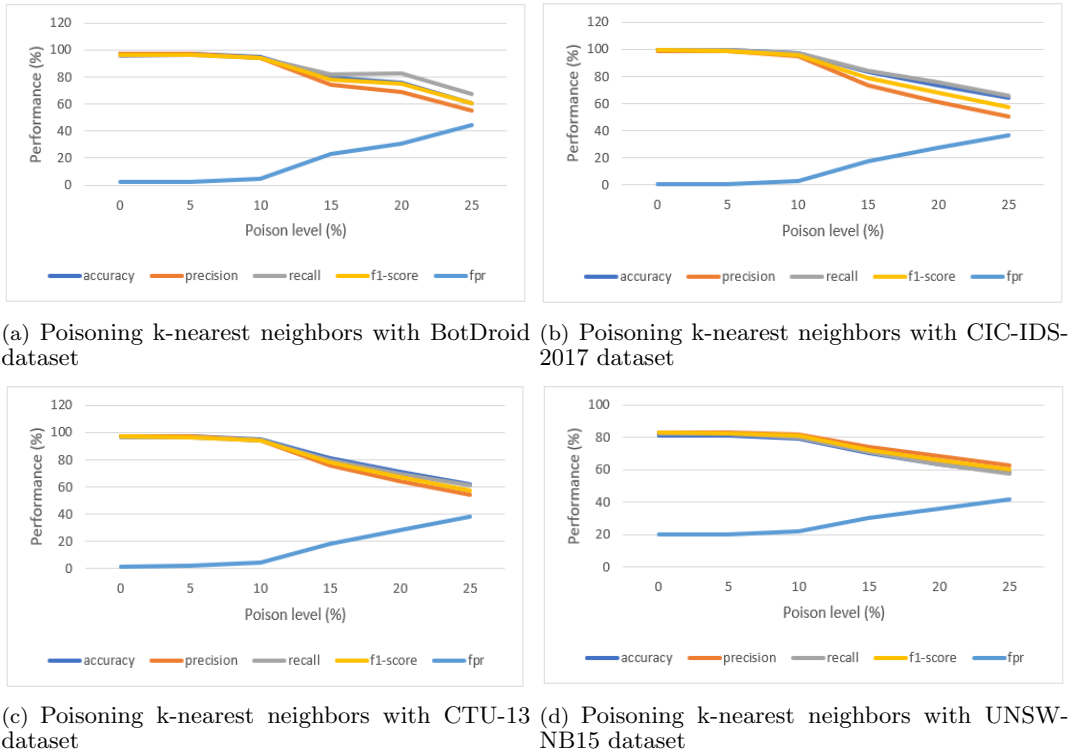 120
100
80
60
40
20
0
Performance (%)
0 5 10 15 20 25
Poison level (%)
accuracy precision recall f1-score fpr
(a) Poisoning k-nearest neighbors with BotDroid
dataset
120
100
80
60
40
20
0
Performance (%)
0 5 10 15 20 25
Poison level (%)
accuracy precision recall f1-score fpr
(b) Poisoning k-nearest neighbors with CIC-IDS-
2017 dataset
120
100
80
60
40
20
0
Performance (%)
0 5 10 15 20 25
Poison level (%)
accuracy precision recall f1-score fpr
(c) Poisoning k-nearest neighbors with CTU-13
dataset
100
80
60
40
20
0
Performance (%)
0 5 10 15 20 25
Poison level (%)
accuracy precision recall f1-score fpr
(d) Poisoning k-nearest neighbors with UNSW-
NB15 dataset